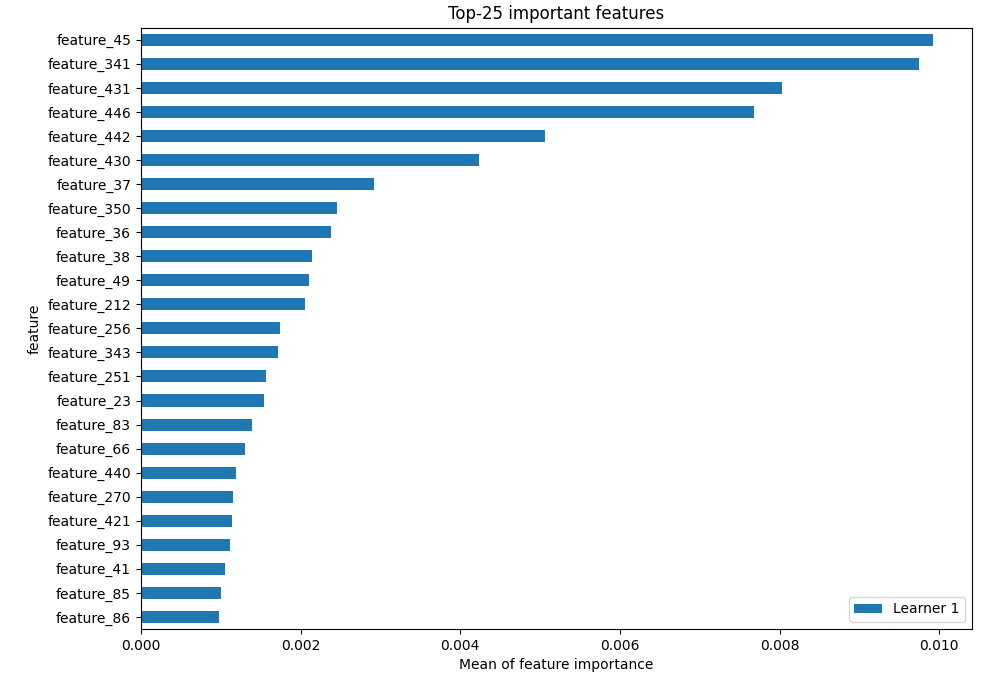 Top-25 important features
feature_45
feature_341
feature_431
feature_446
feature_442
feature_430
feature_37
feature_350
feature_36
feature_38
feature_49
feature_212
feature_256
feature_343
feature_251
feature_23
feature_83
feature_66
feature_440
feature_270
feature_421
feature_93
feature_41
feature_85
feature_86
feature
Learner 1
0.000 0.002 0.004 0.006 0.008 0.010
Mean of feature importance